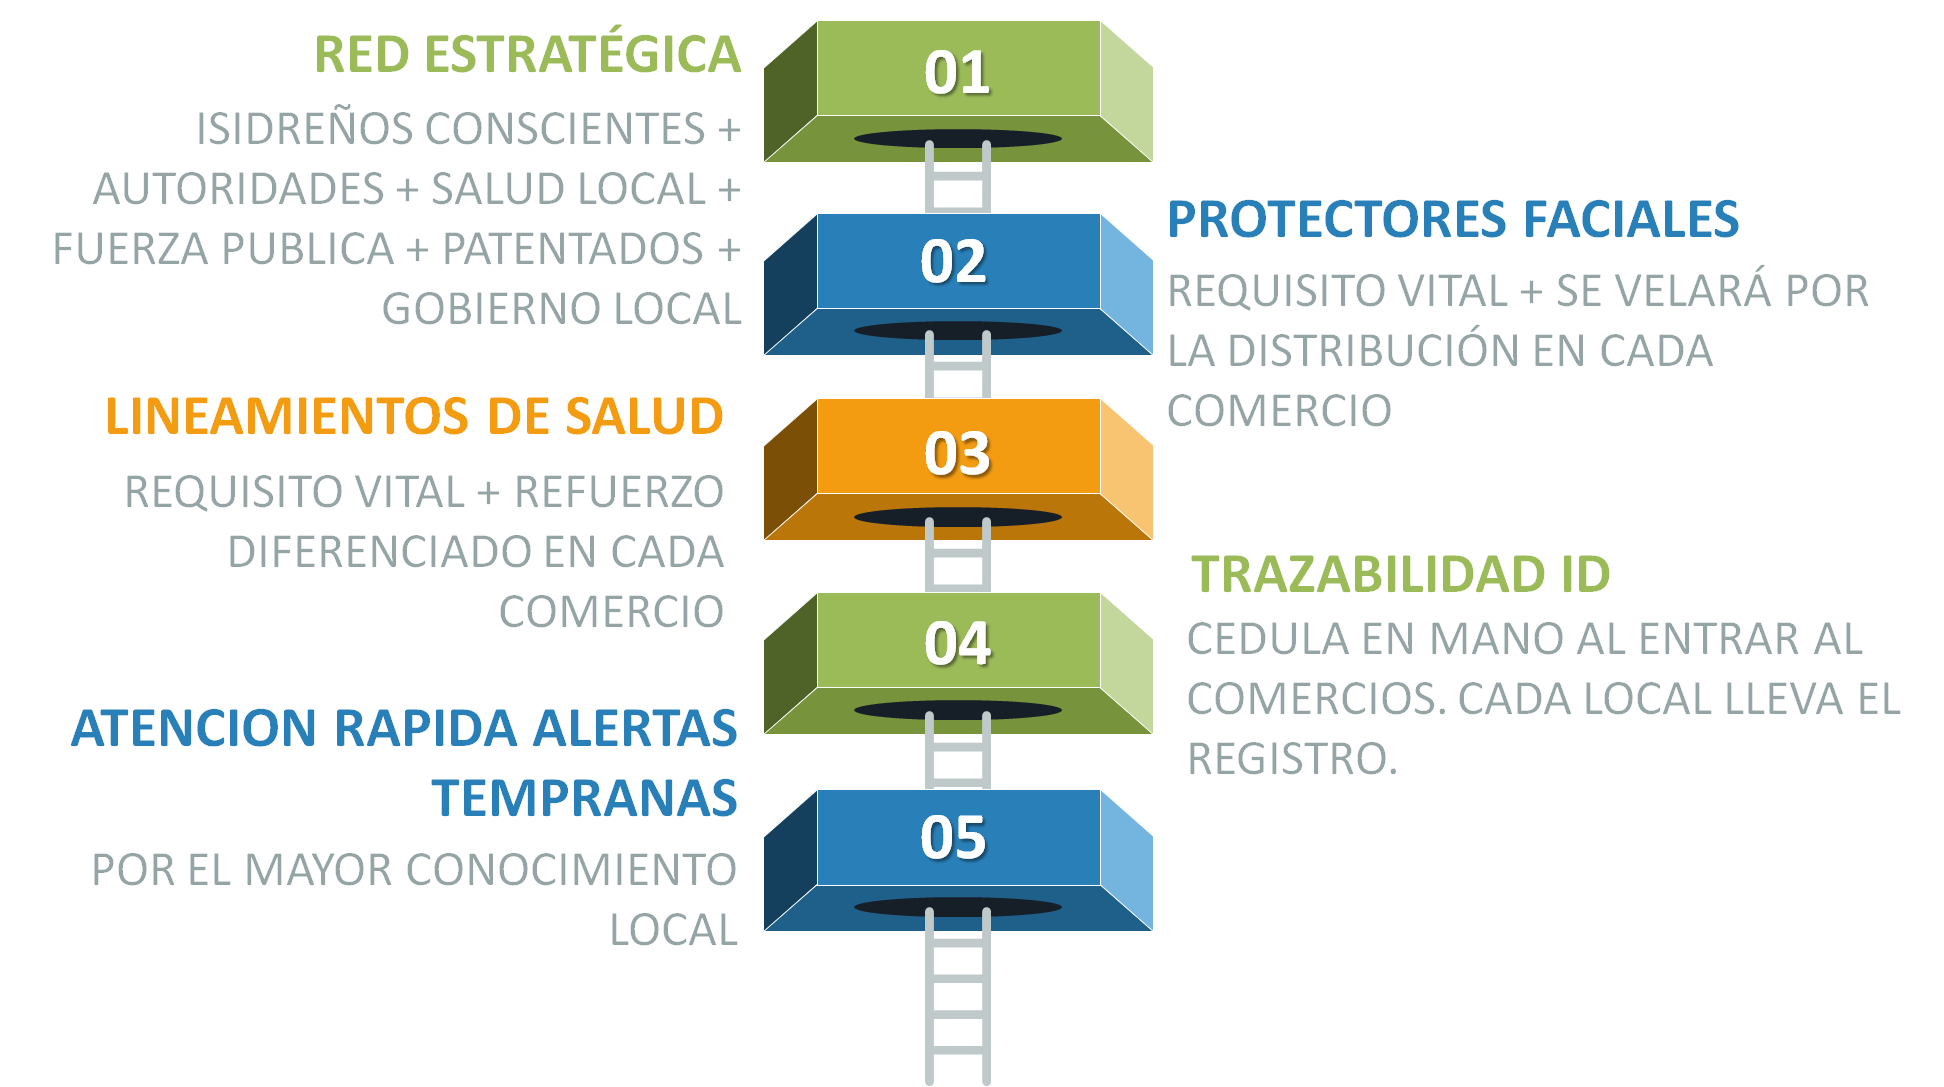 RED ESTRATÉGICA
ISIDREÑOS CONSCIENTES +
AUTORIDADES + SALUD LOCAL +
FUERZA PUBLICA + PATENTADOS +
GOBIERNO LOCAL
01
02
PROTECTORES FACIALES
REQUISITO VITAL + SE VELARÁ POR
LA DISTRIBUCIÓN EN CADA
COMERCIO
LINEAMIENTOS DE SALUD
REQUISITO VITAL + REFUERZO
DIFERENCIADO EN CADA
COMERCIO
03
04
TRAZABILIDAD ID
CEDULA EN MANO AL ENTRAR AL
COMERCIOS. CADA LOCAL LLEVA EL
REGISTRO.
ATENCION RAPIDA ALERTAS
TEMPRANAS
POR EL MAYOR CONOCIMIENTO
LOCAL
05